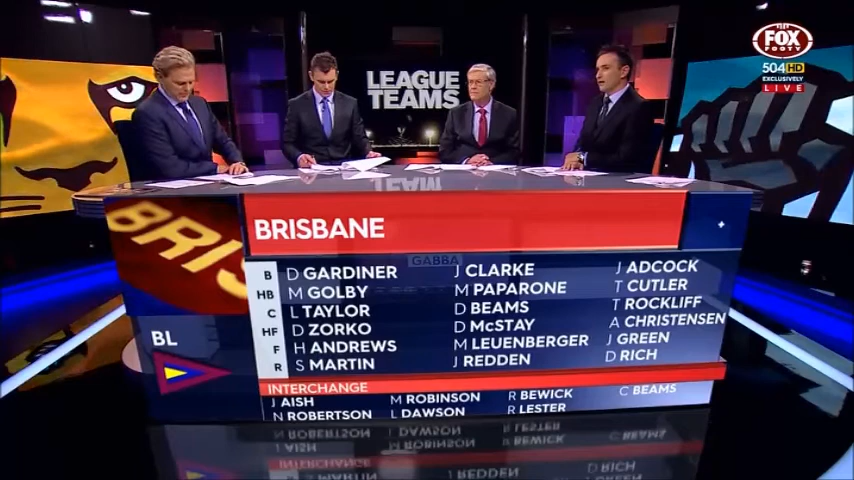 FOX
FOOTY
504 HD
EXCLUSIVELY
LIVE
LEAGUE
TEAMS
BRIS
BRISBANE
GABBA
B D GARDINER J CLARKE J ADCOCK
HB M GOLBY M PAPARONE T CUTLER
C L TAYLOR D BEAMS T ROCKLIFF
HF D ZORKO D McSTAY A CHRISTENSEN
F H ANDREWS M LEUENBERGER J GREEN
R S MARTIN J REDDEN D RICH
BL
INTERCHANGE
J AISH M ROBINSON R BEWICK C BEAMS
N ROBERTSON L DAWSON R LESTER